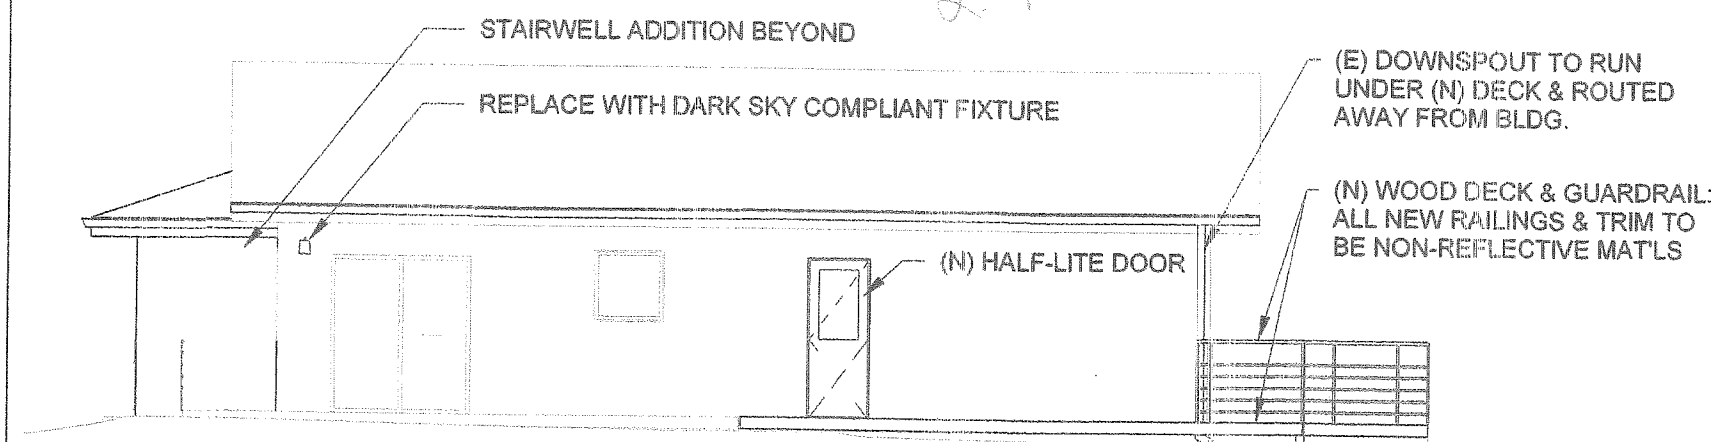 STAIRWELL ADDITION BEYOND
REPLACE WITH DARK SKY COMPLIANT FIXTURE
(E) DOWNSPOUT TO RUN
UNDER (N) DECK & ROUTED
AWAY FROM BLDG.
(N) WOOD DECK & GUARDRAIL:
ALL NEW RAILINGS & TRIM TO
BE NON-REFLECTIVE MAT'LS
(N) HALF-LITE DOOR